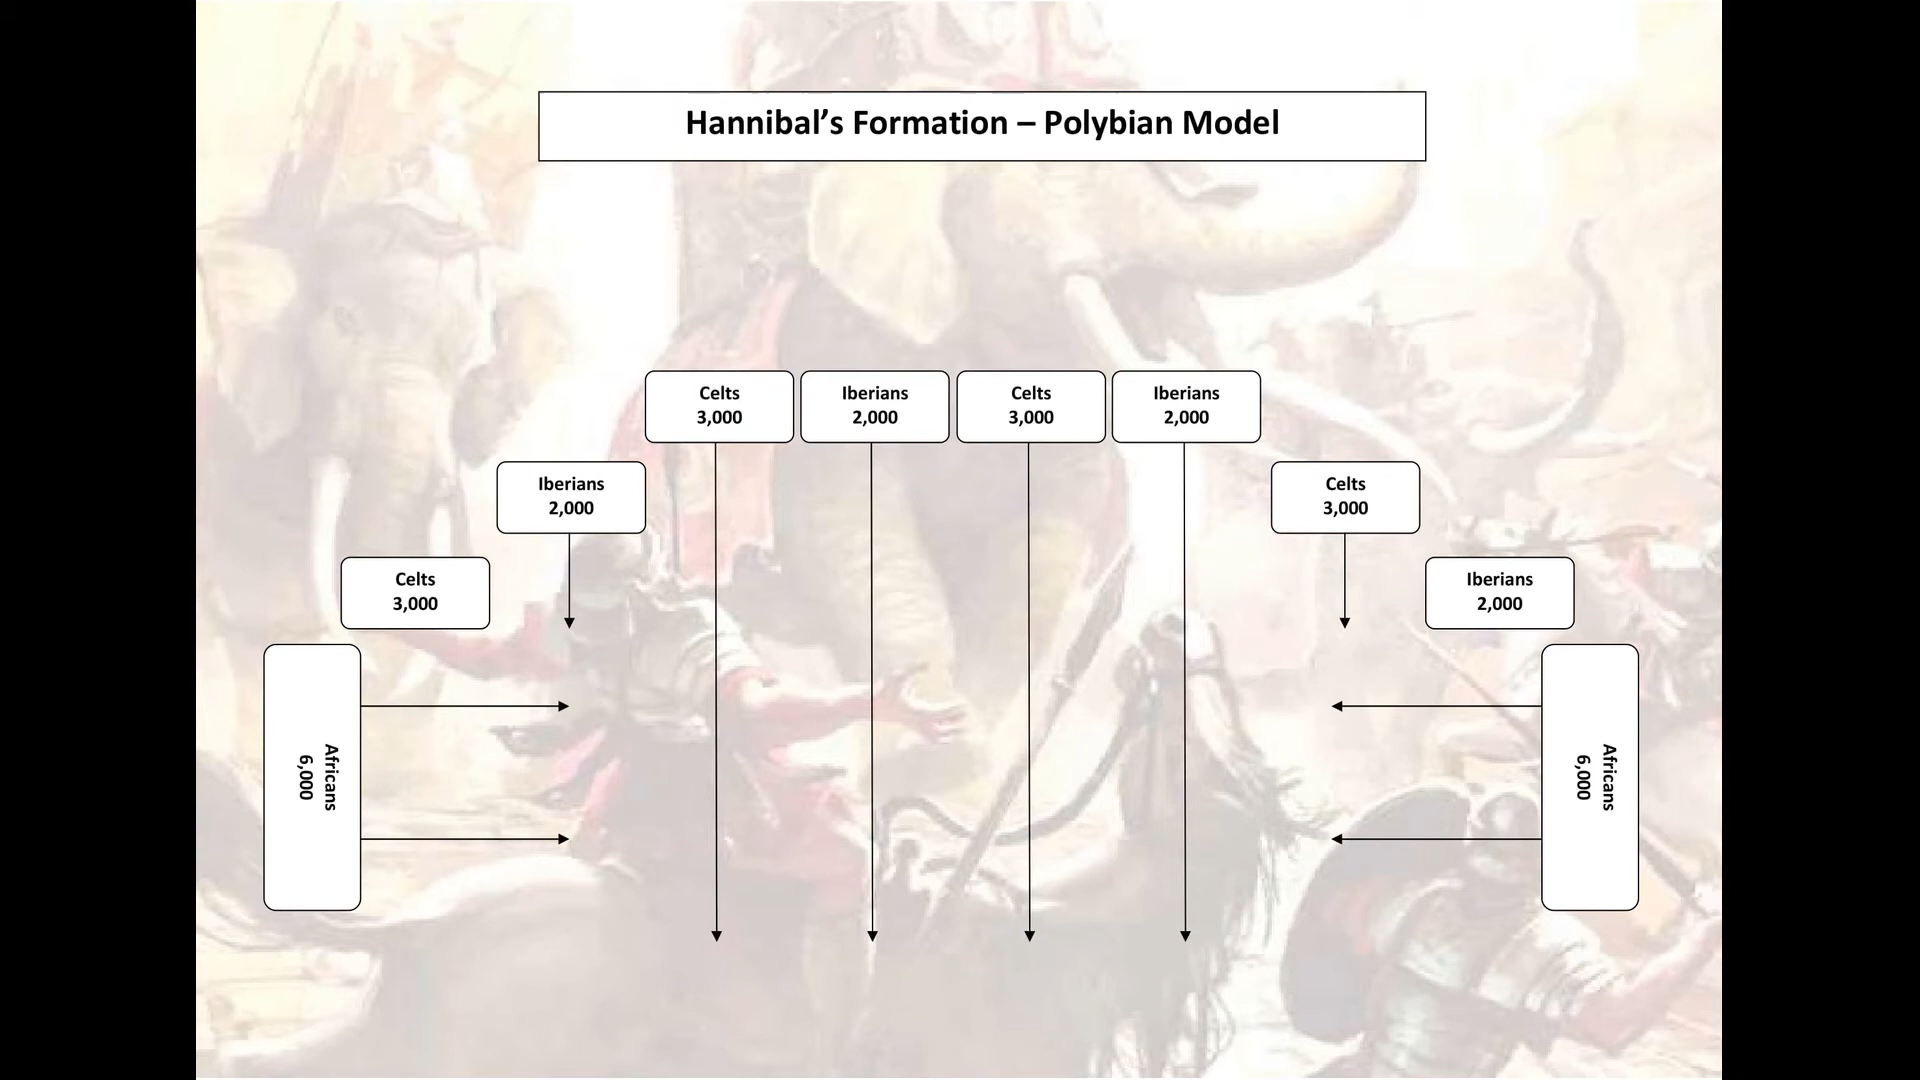 Hannibal’s Formation – Polybian Model
Celts
3,000
Iberians
2,000
Celts
3,000
Iberians
2,000
Iberians
2,000
Celts
3,000
Celts
3,000
Iberians
2,000
Africans
6,000
Africans
6,000